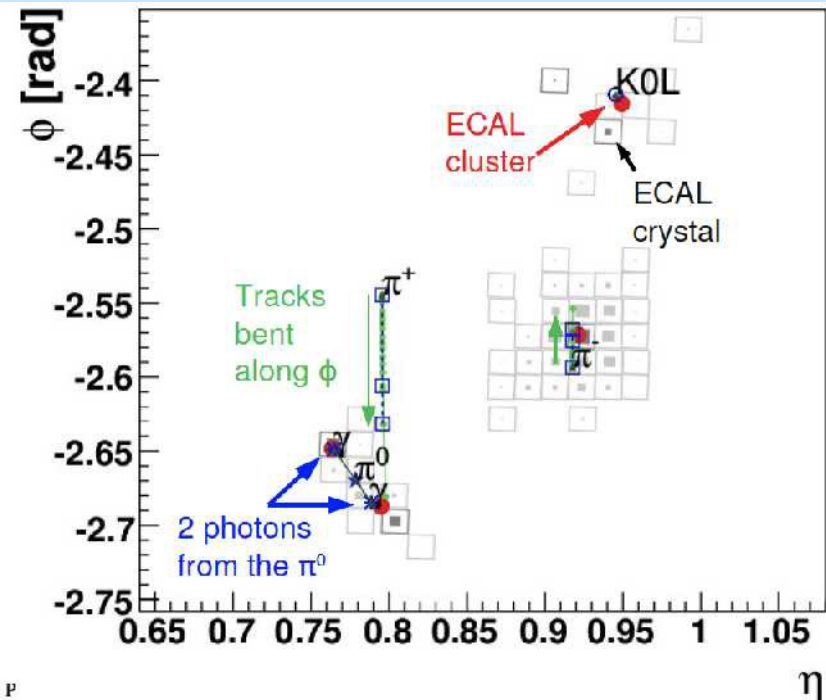 ϕ [rad]
-2.4
-2.45
-2.5
-2.55
-2.6
-2.65
-2.7
-2.75
K0L
ECAL
cluster
ECAL
crystal
Tracks
bent
along ϕ
π+
π-
γ
π0
γ
2 photons
from the π⁰
0.65 0.7 0.75 0.8 0.85 0.9 0.95 1 1.05
η
P